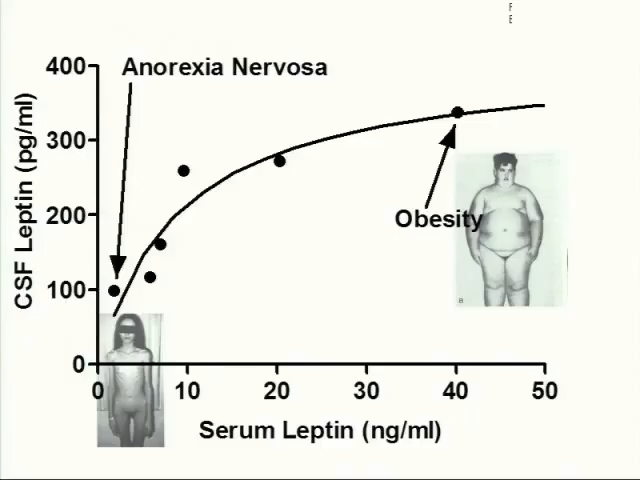 F
E
Anorexia Nervosa
400
300
200
100
0
CSF Leptin (pg/ml)
Obesity
B
0 10 20 30 40 50
Serum Leptin (ng/ml)